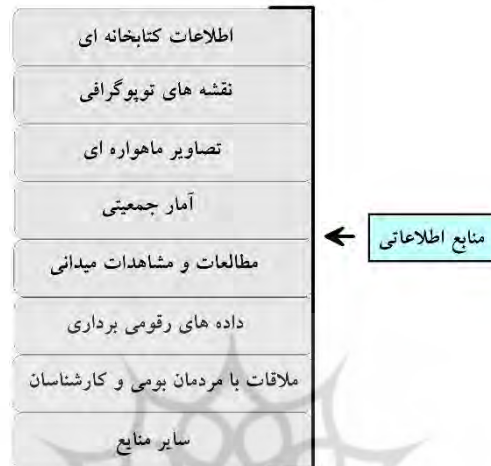 منابع اطلاعاتی
اطلاعات کتابخانه ای
نقشه های توپوگرافی
تصاویر ماهواره ای
آمار جمعیتی
مطالعات و مشاهدات میدانی
داده های رقومی برداری
ملاقات با مردمان بومی و کارشناسان
سایر منابع